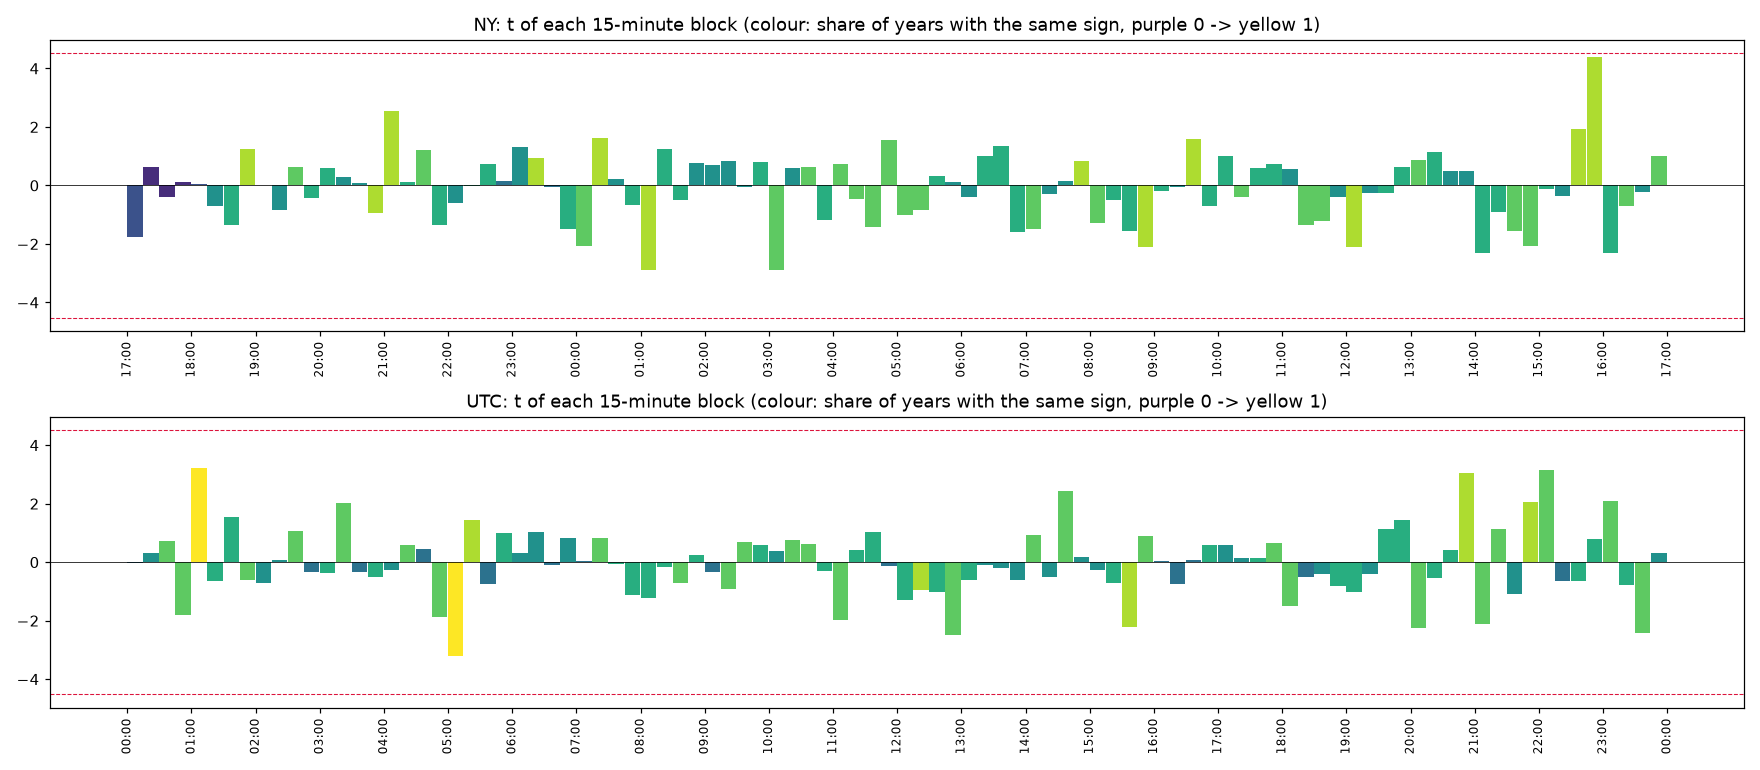 NY: t of each 15-minute block (colour: share of years with the same sign, purple 0 -> yellow 1)
4
2
0
−2
−4
17:00 18:00 19:00 20:00 21:00 22:00 23:00 00:00 01:00 02:00 03:00 04:00 05:00 06:00 07:00 08:00 09:00 10:00 11:00 12:00 13:00 14:00 15:00 16:00 17:00
UTC: t of each 15-minute block (colour: share of years with the same sign, purple 0 -> yellow 1)
4
2
0
−2
−4
00:00 01:00 02:00 03:00 04:00 05:00 06:00 07:00 08:00 09:00 10:00 11:00 12:00 13:00 14:00 15:00 16:00 17:00 18:00 19:00 20:00 21:00 22:00 23:00 00:00